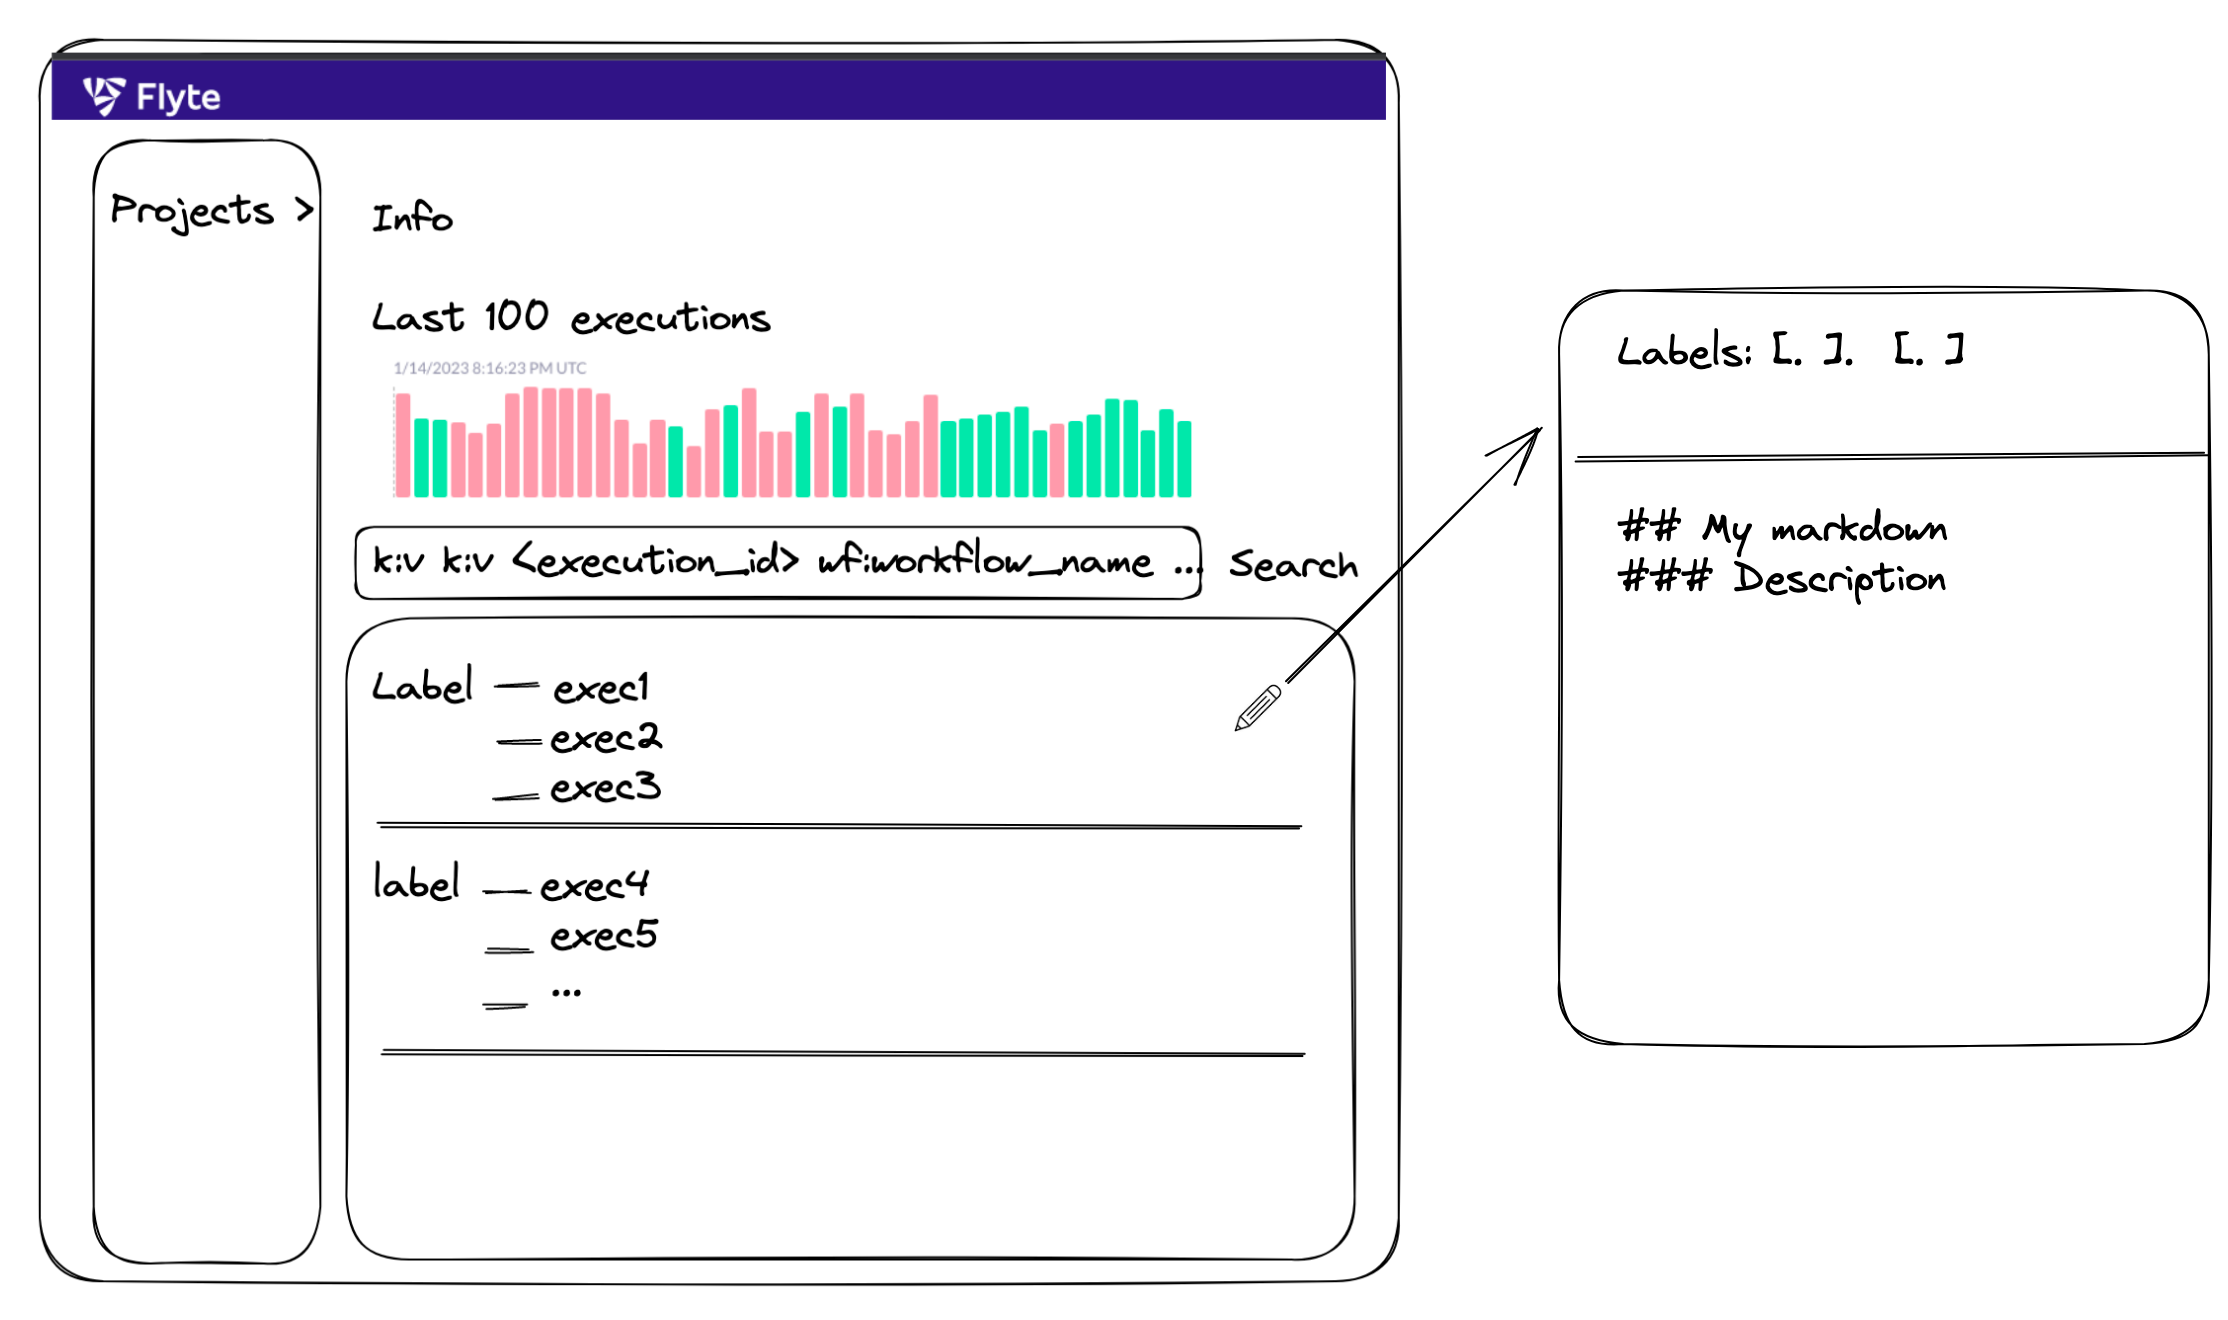 Flyte
Projects >
Info
Last 100 executions
1/14/2023 8:16:23 PM UTC
k:v k:v <execution_id> wf:workflow_name ... Search
Label — exec1
— exec2
— exec3
label — exec4
— exec5
— ...
Labels: [. ]. [. ]
## My markdown
### Description